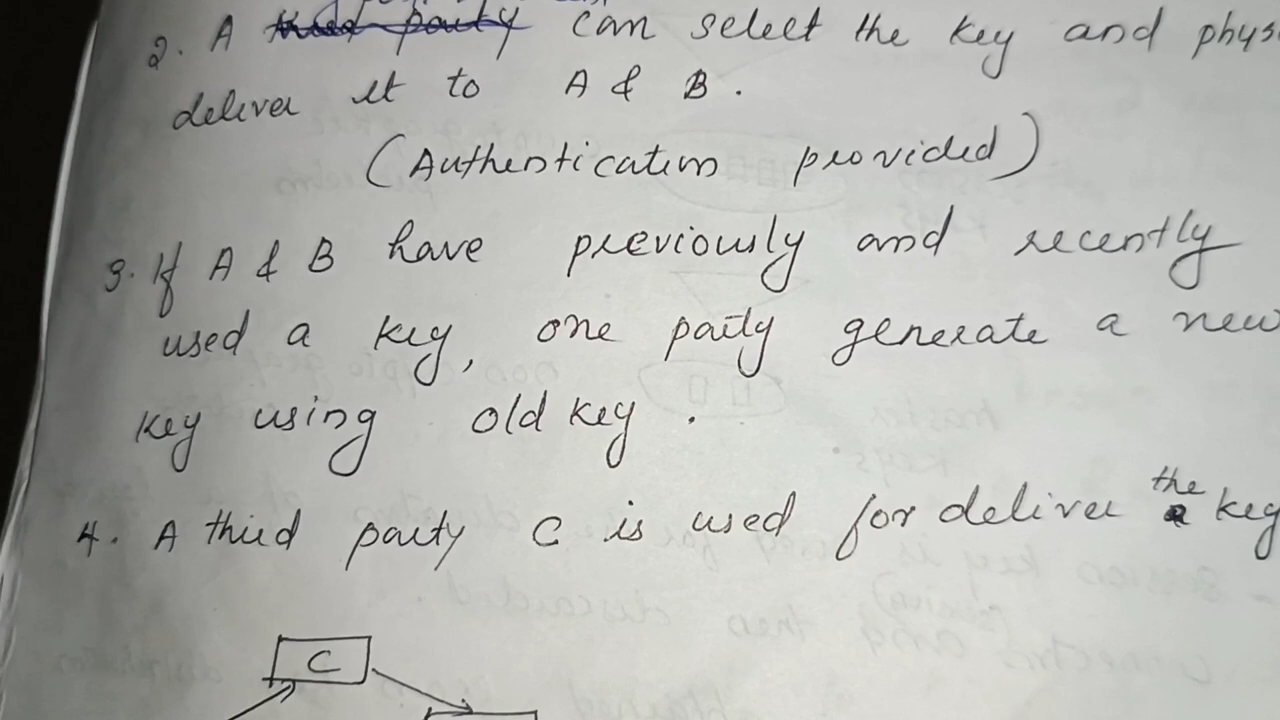 2. A can select the key and
deliver it to A & B.
(Authentication provided)
3. If A & B have previously and recently
used a key, one party generate a new
key using old key.
4. A third party C is used for deliver the key
C